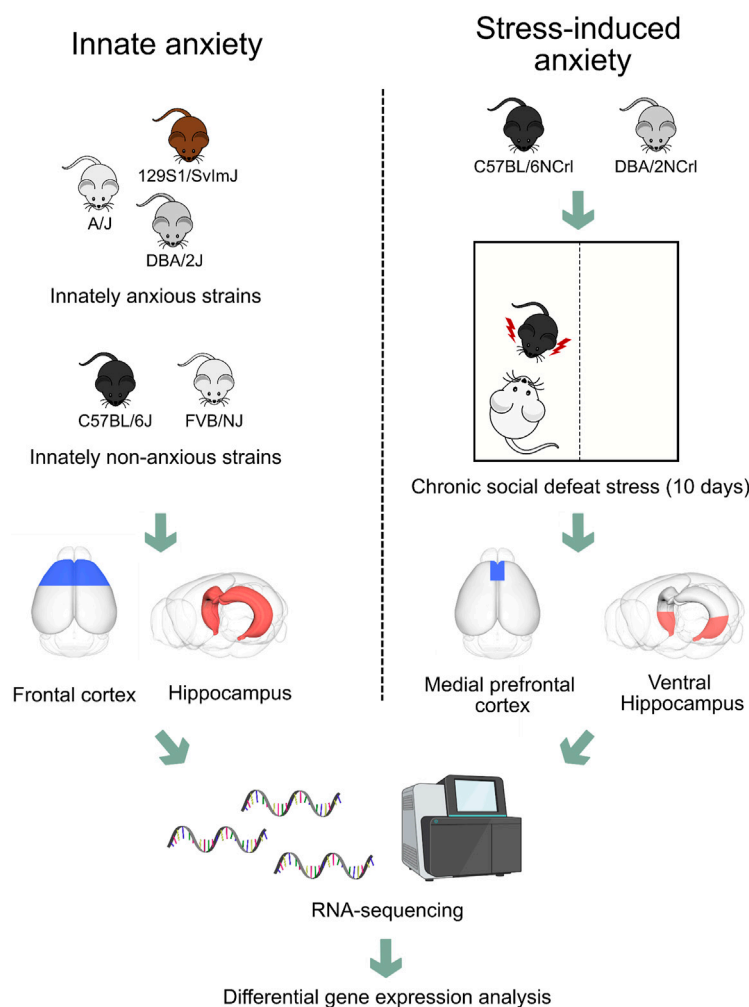 Innate anxiety
129S1/SvImJ
A/J
DBA/2J
Innately anxious strains
C57BL/6J
FVB/NJ
Innately non-anxious strains
Frontal cortex
Hippocampus
Stress-induced
anxiety
C57BL/6NCrl
DBA/2NCrl
Chronic social defeat stress (10 days)
Medial prefrontal
cortex
Ventral
Hippocampus
RNA-sequencing
Differential gene expression analysis